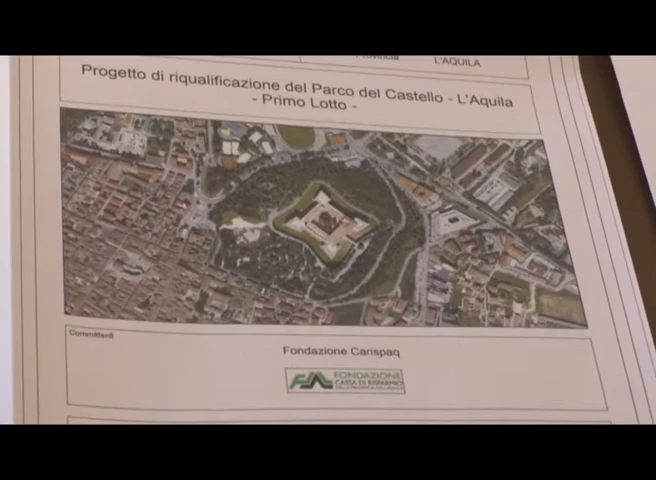 Provincia L'AQUILA
Progetto di riqualificazione del Parco del Castello - L'Aquila
- Primo Lotto -
Committenti
Fondazione Carispaq
FONDAZIONE
CASSA DI RISPARMIO